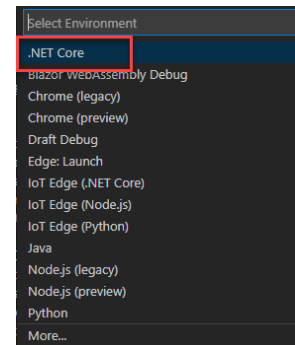 Select Environment
.NET Core
Blazor WebAssembly Debug
Chrome (legacy)
Chrome (preview)
Draft Debug
Edge: Launch
IoT Edge (.NET Core)
IoT Edge (Node.js)
IoT Edge (Python)
Java
Node.js (legacy)
Node.js (preview)
Python
More...